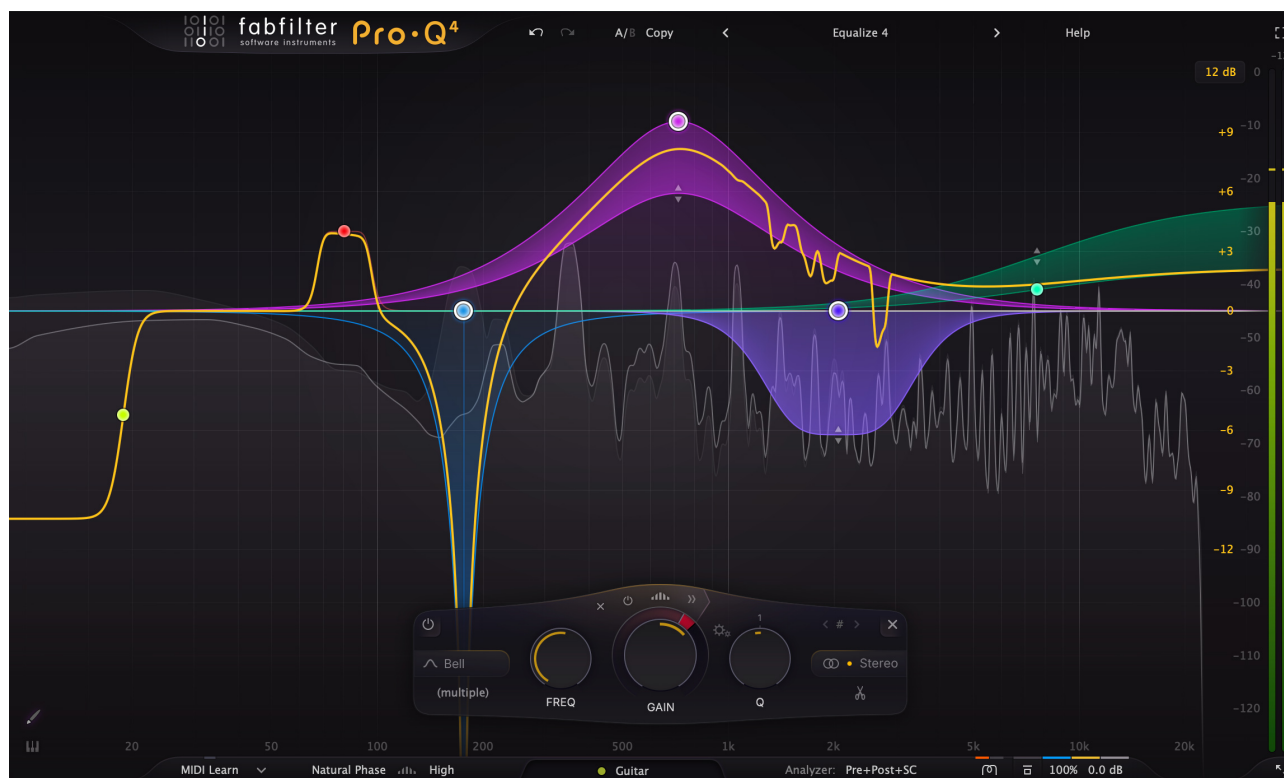 fabfilter Pro·Q4
software instruments
A/B Copy < Equalize 4 > Help
12 dB 0
+9 -10
+6 -20
+3 -30
-40
0 -50
-3 -60
-6 -70
-9 -80
-12 -90
-100
-110
-120
1
< # >
Bell
(multiple)
FREQ GAIN Q
Stereo
20 50 100 200 500 1k 2k 5k 10k 20k
MIDI Learn Natural Phase High Guitar Analyzer: Pre+Post+SC 100% 0.0 dB